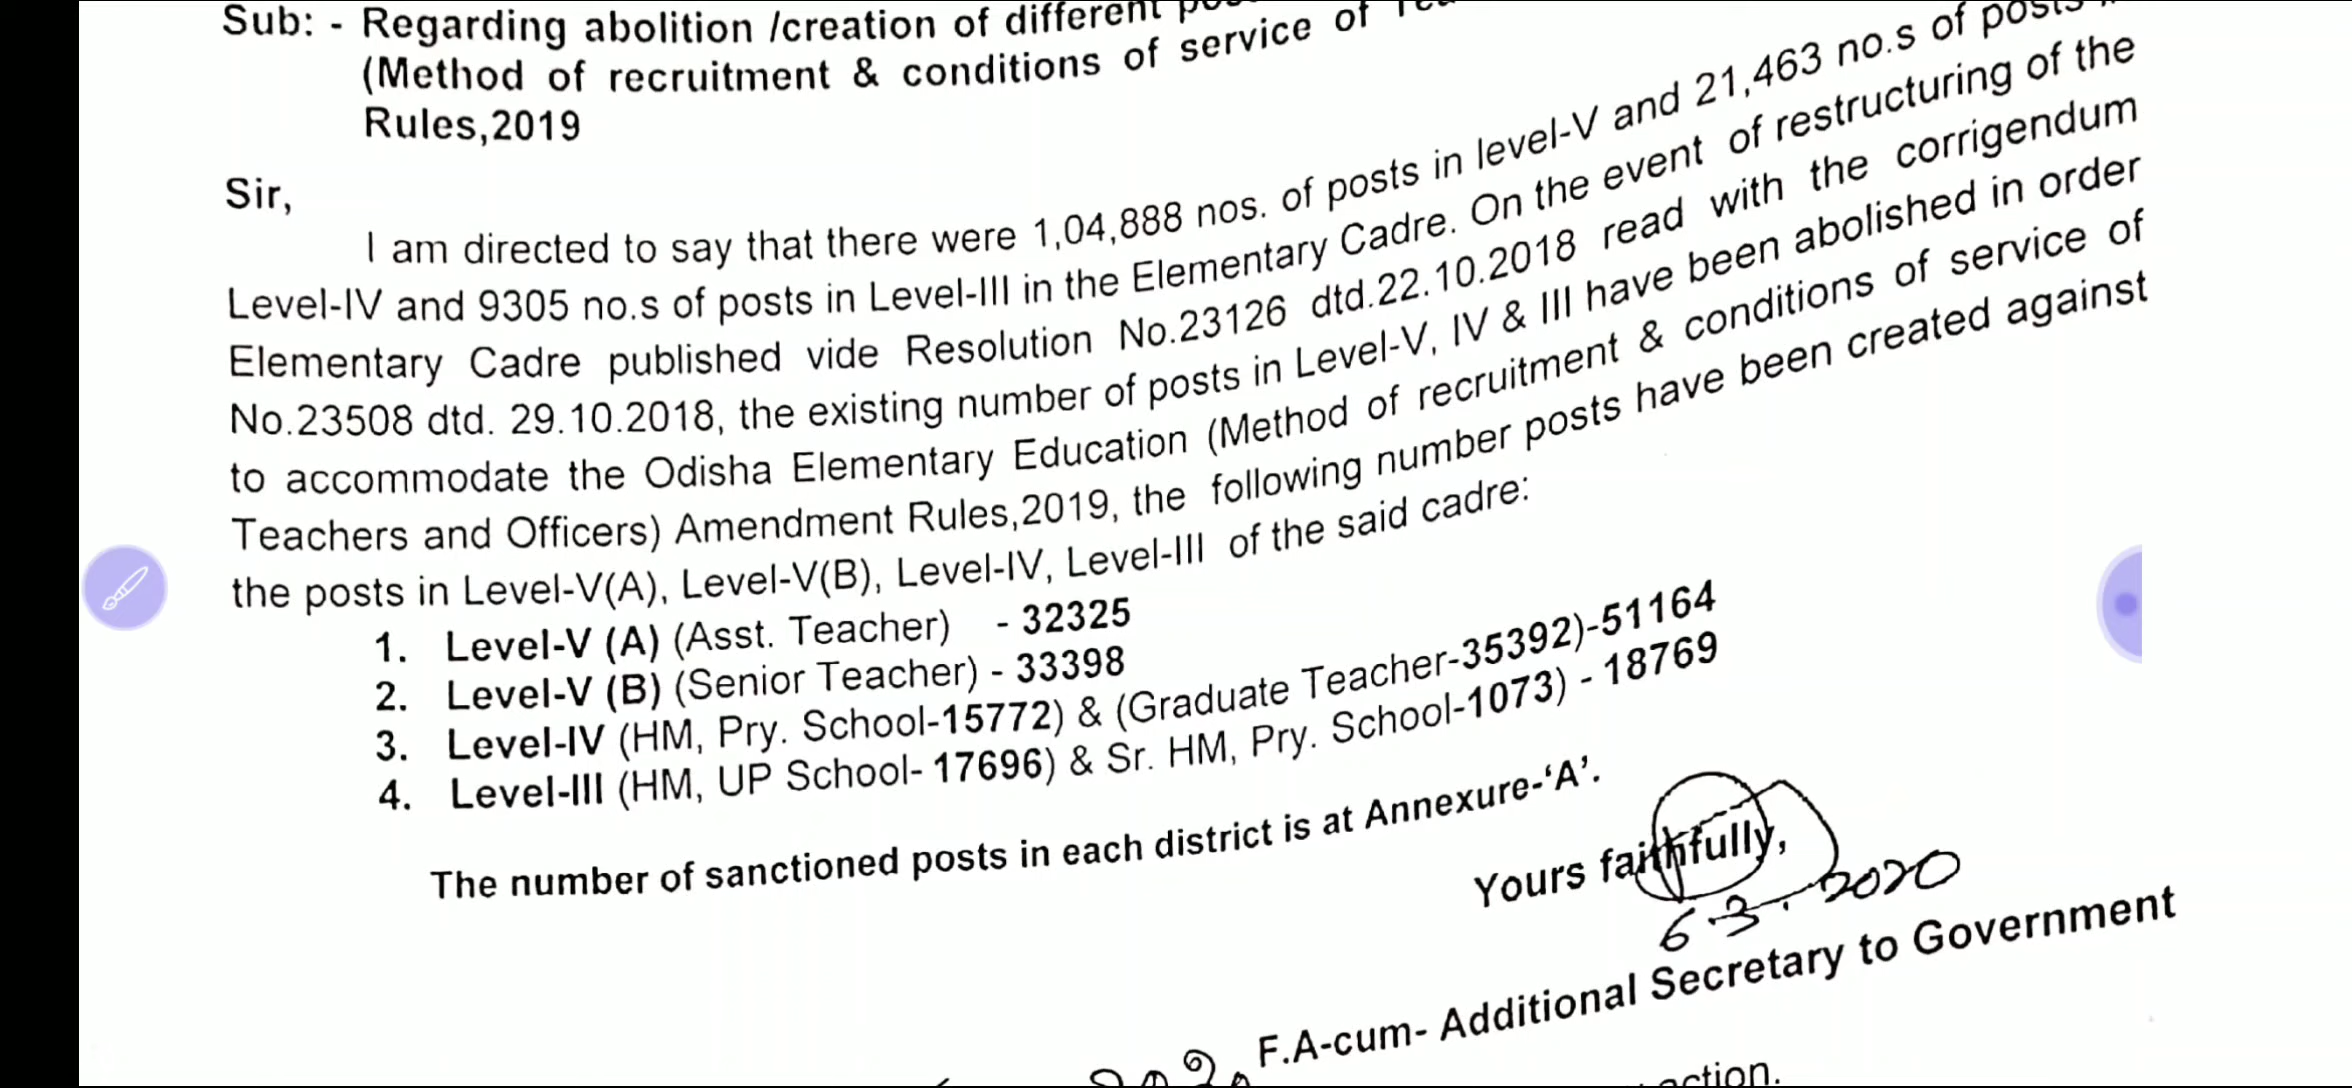 Sub: - Regarding abolition /creation of different
(Method of recruitment & conditions of service of
Rules,2019
Sir,
I am directed to say that there were 1,04,888 nos. of posts in level-V and 21,463 no.s of posts
Level-IV and 9305 no.s of posts in Level-III in the Elementary Cadre. On the event of restructuring of the
Elementary Cadre published vide Resolution No.23126 dtd.22.10.2018 read with the corrigendum
No.23508 dtd. 29.10.2018, the existing number of posts in Level-V, IV & III have been abolished in order
to accommodate the Odisha Elementary Education (Method of recruitment & conditions of service of
Teachers and Officers) Amendment Rules,2019, the following number posts have been created against
the posts in Level-V(A), Level-V(B), Level-IV, Level-III of the said cadre:
1. Level-V (A) (Asst. Teacher) - 32325
2. Level-V (B) (Senior Teacher) - 33398
3. Level-IV (HM, Pry. School-15772) & (Graduate Teacher-35392)-51164
4. Level-III (HM, UP School- 17696) & Sr. HM, Pry. School-1073) - 18769
The number of sanctioned posts in each district is at Annexure-‘A’.
Yours faithfully,
6.3.2020
F.A-cum- Additional Secretary to Government